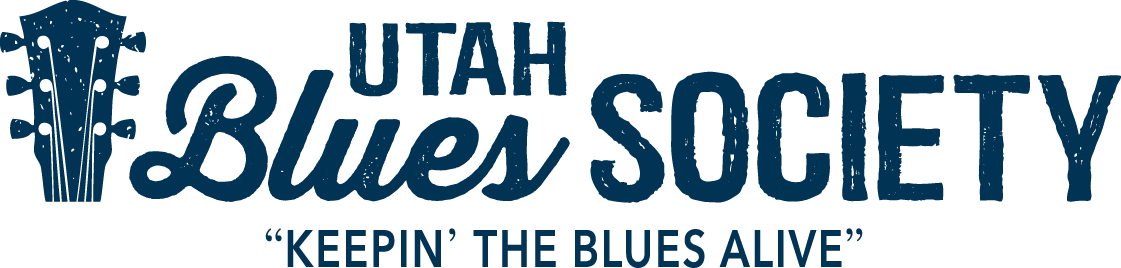 UTAH
Blues SOCIETY
“KEEPIN’ THE BLUES ALIVE”